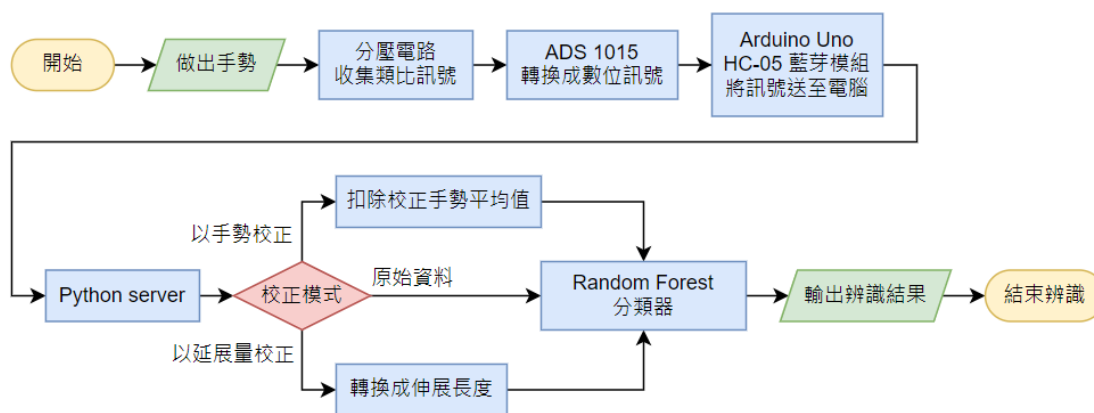 開始
做出手勢
分壓電路
收集類比訊號
ADS 1015
轉換成數位訊號
Arduino Uno
HC-05 藍芽模組
將訊號送至電腦
扣除校正手勢平均值
以手勢校正
Python server
校正模式
原始資料
Random Forest
分類器
輸出辨識結果
結束辨識
以延展量校正
轉換成伸展長度